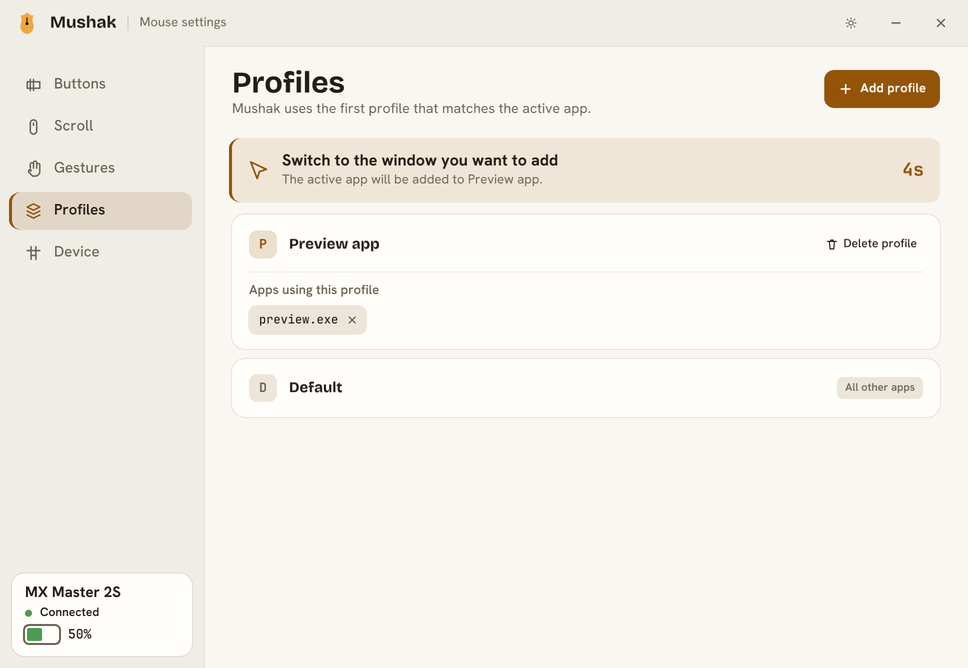 Mushak
Mouse settings
Buttons
Scroll
Gestures
Profiles
Device
MX Master 2S
Connected
50%
Profiles
Mushak uses the first profile that matches the active app.
+ Add profile
Switch to the window you want to add
The active app will be added to Preview app.
4s
P
Preview app
Delete profile
Apps using this profile
preview.exe ×
D
Default
All other apps